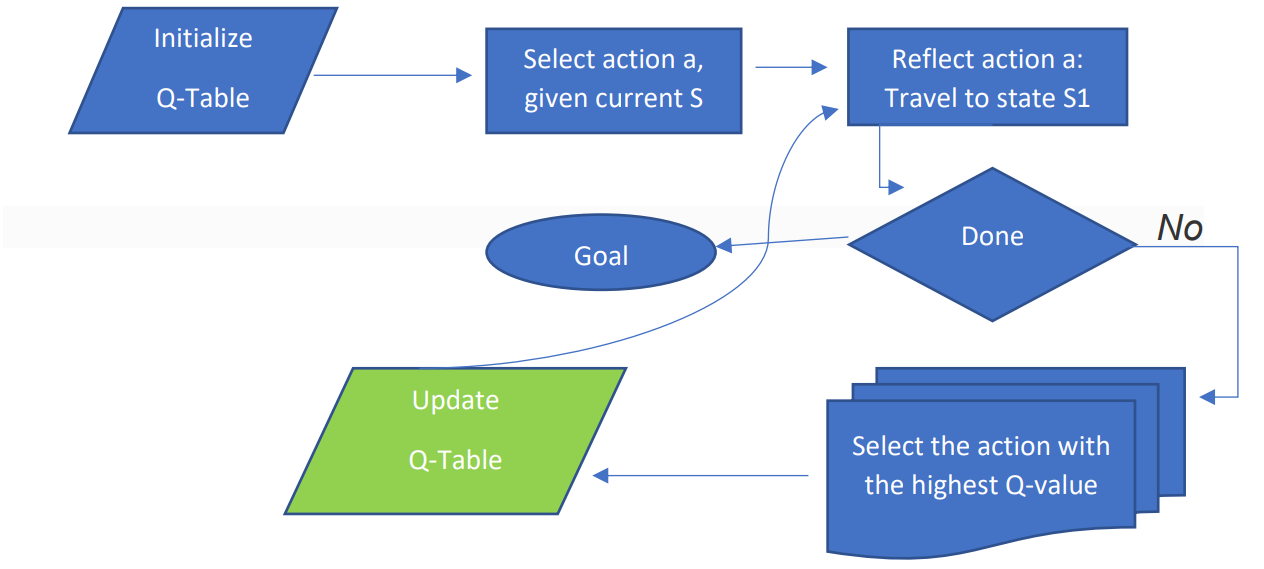 Initialize
Q-Table
Select action a,
given current S
Reflect action a:
Travel to state S1
Done
No
Goal
Update
Q-Table
Select the action with
the highest Q-value